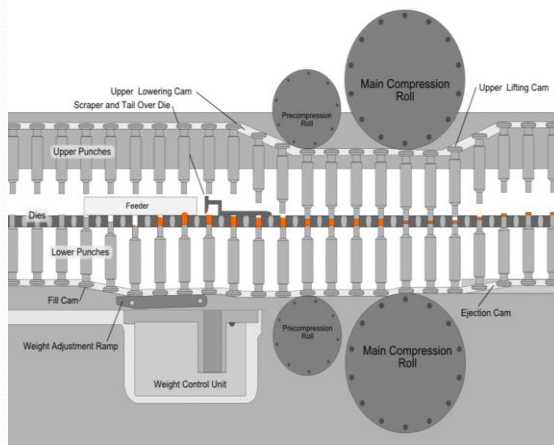 Main Compression
Roll
Upper Lowering Cam
Upper Lifting Cam
Scraper and Tail Over Die
Precompression
Roll
Upper Punches
Feeder
Dies
Lower Punches
Fill Cam
Ejection Cam
Precompression
Roll
Weight Adjustment
Ramp
Main Compression
Roll
Weight Control Unit